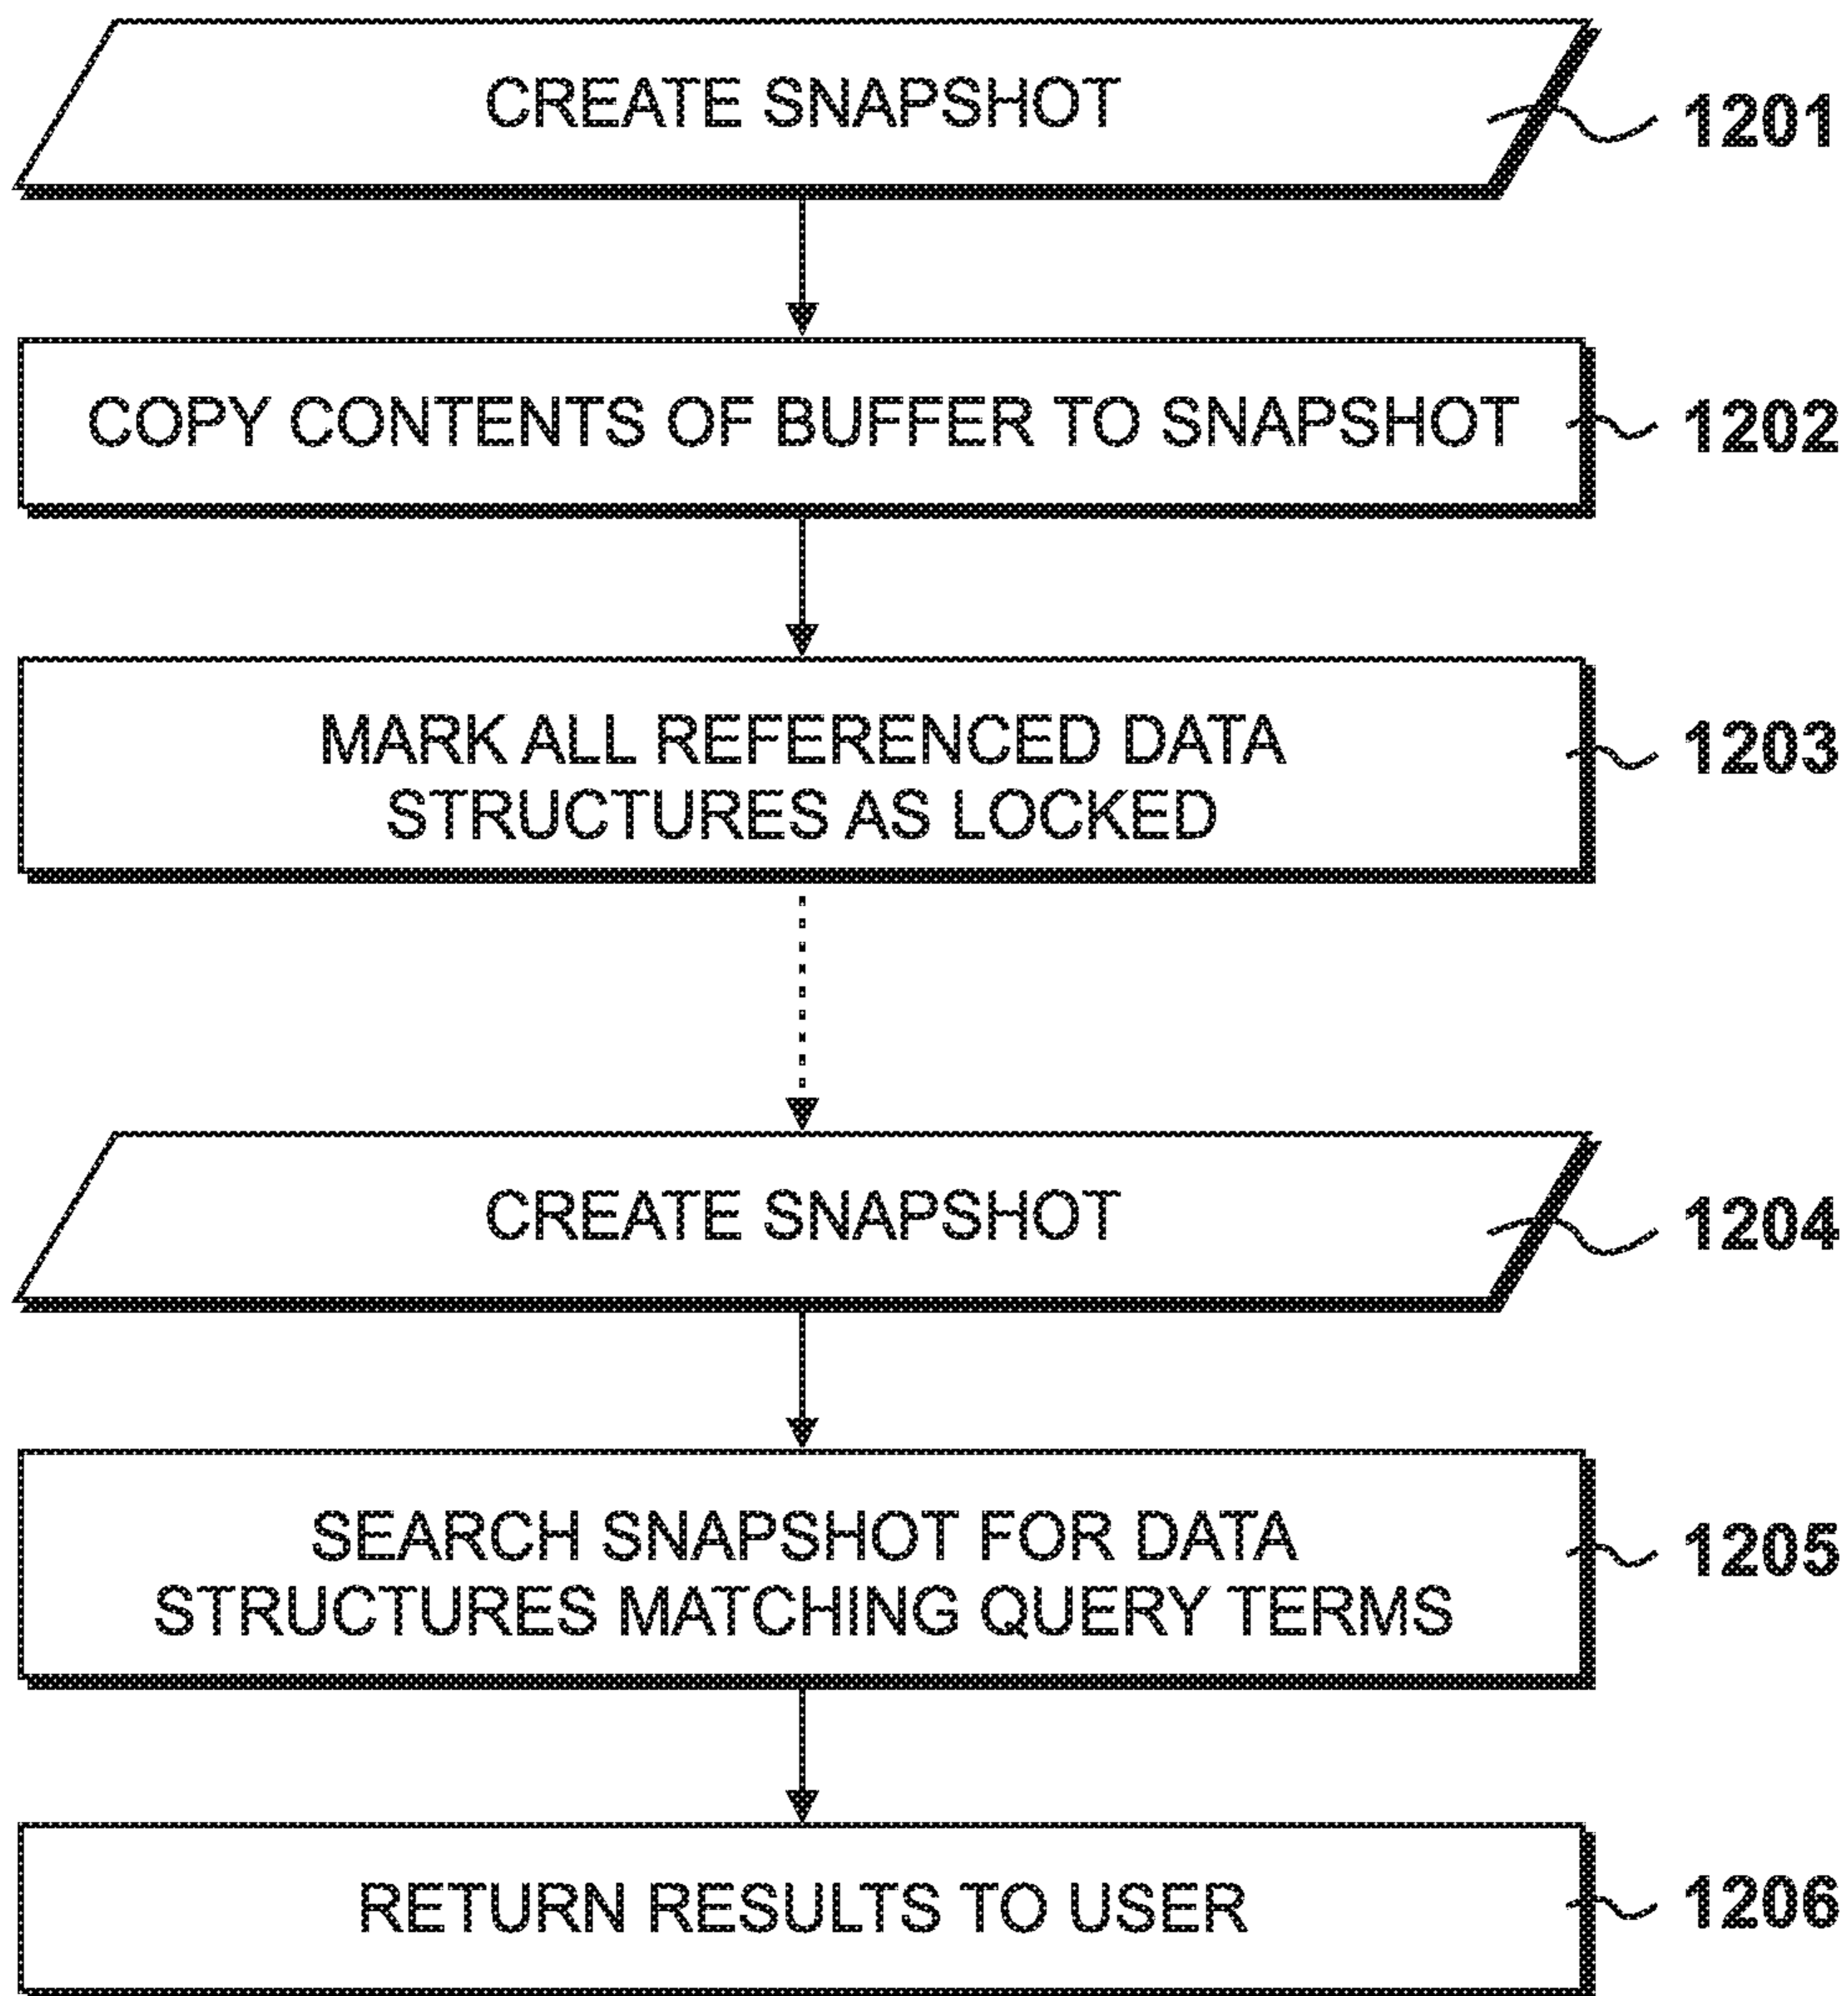 CREATE SNAPSHOT
1201
COPY CONTENTS OF BUFFER TO SNAPSHOT
1202
MARK ALL REFERENCED DATA
STRUCTURES AS LOCKED
1203
CREATE SNAPSHOT
1204
SEARCH SNAPSHOT FOR DATA
STRUCTURES MATCHING QUERY TERMS
1205
RETURN RESULTS TO USER
1206